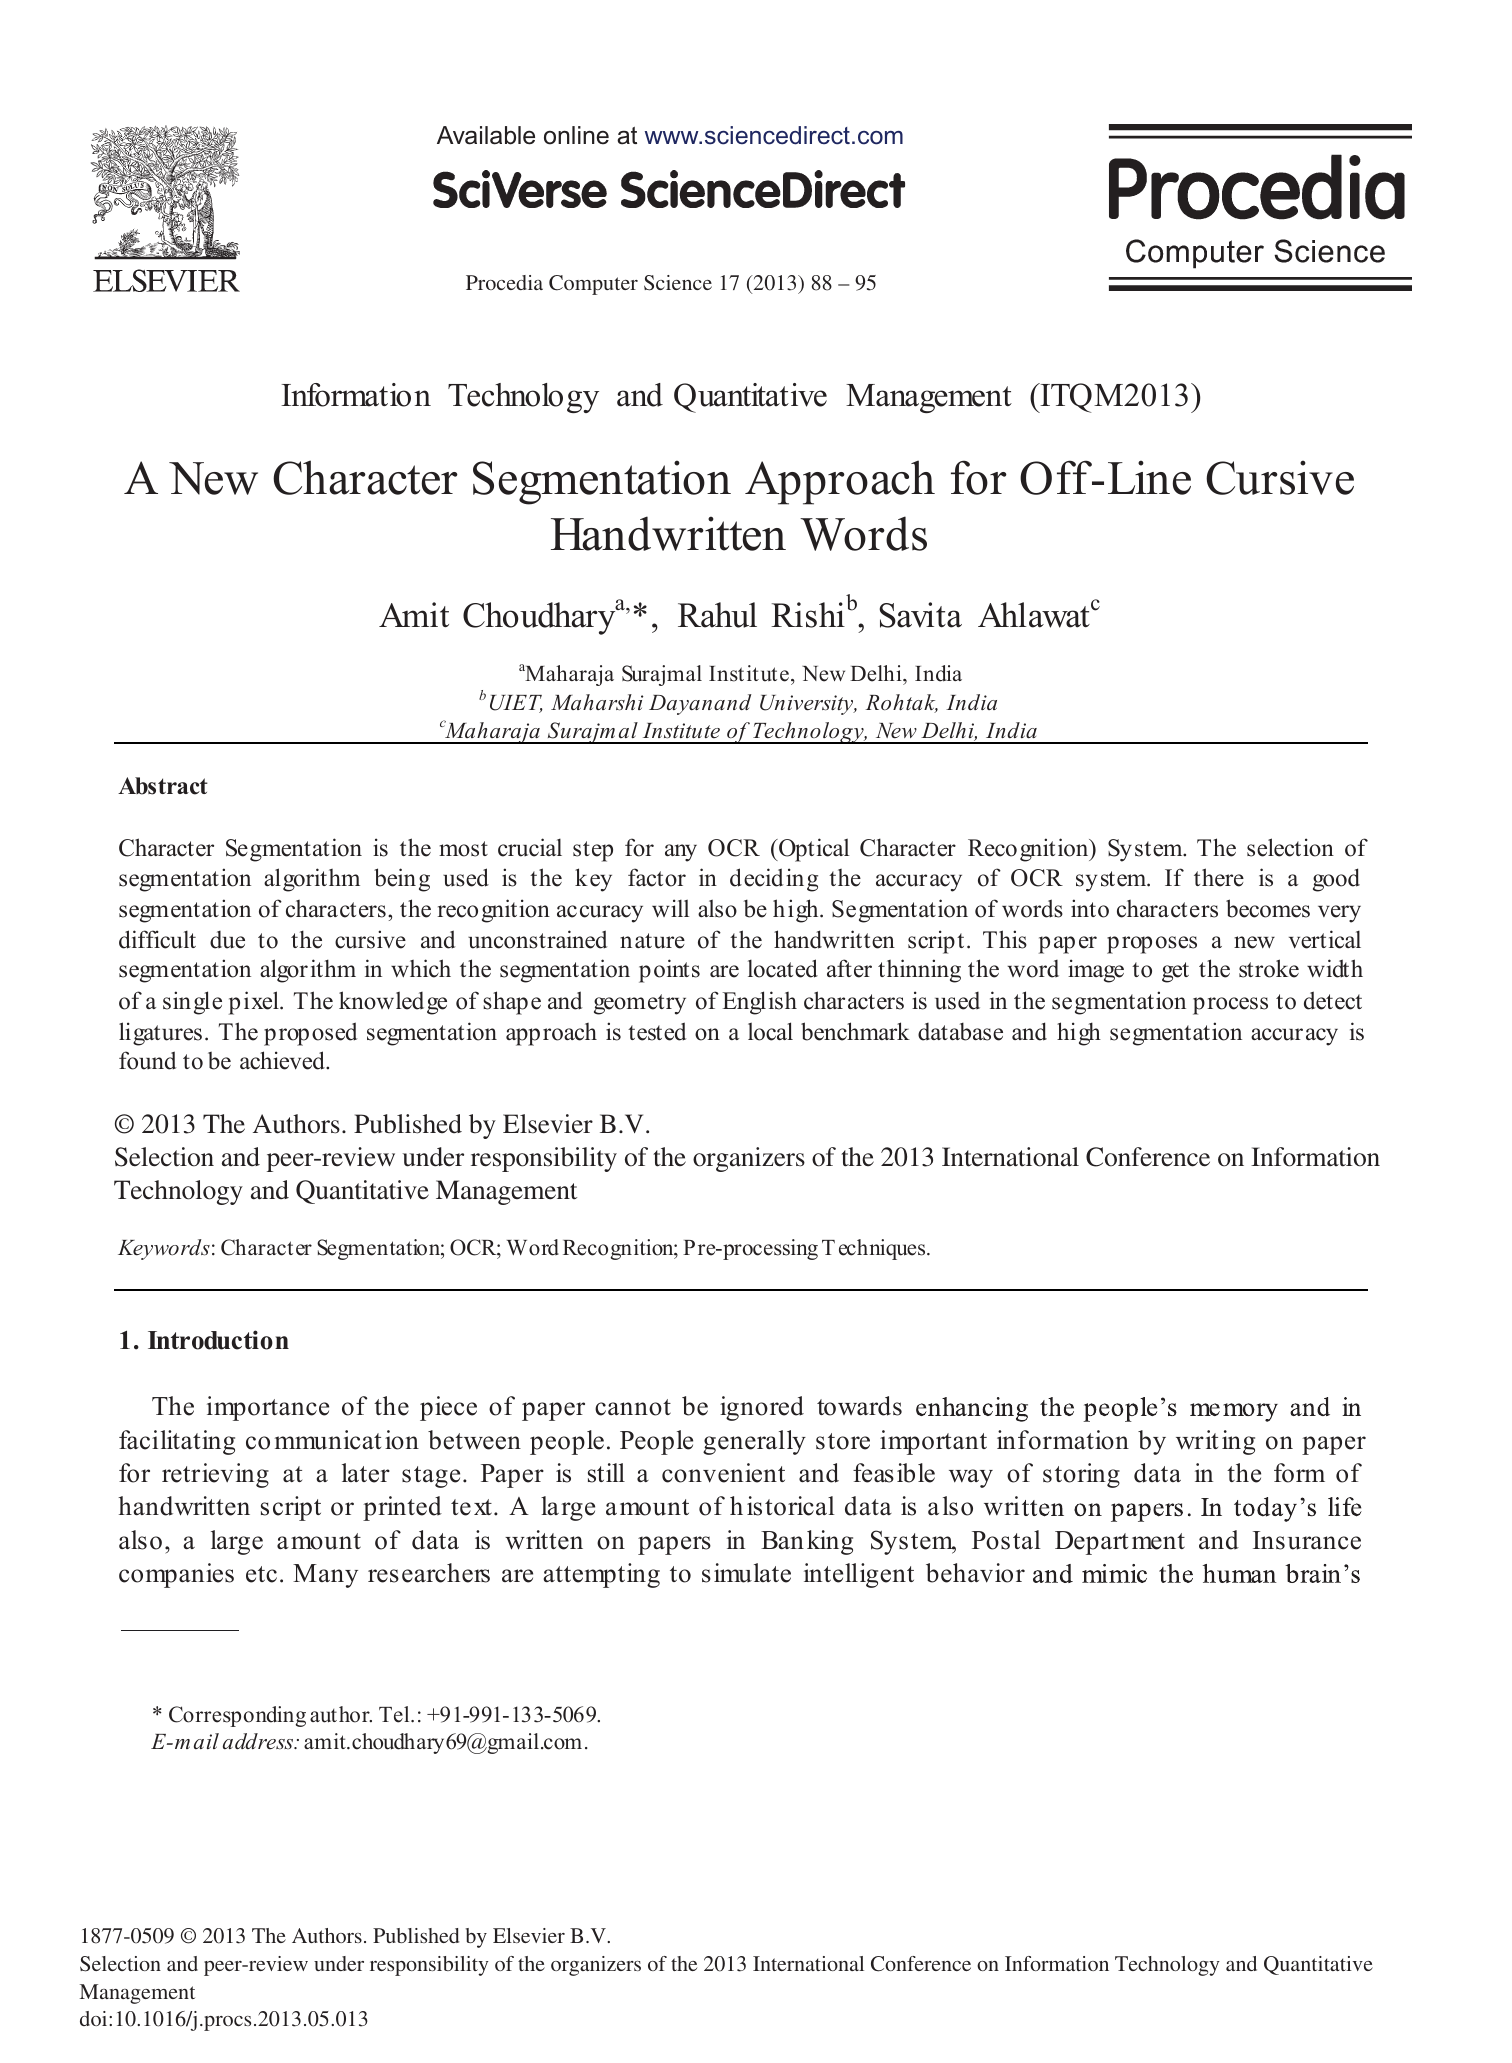 Available online at www.sciencedirect.com
SciVerse ScienceDirect
Procedia
Computer Science
NON SOLUS
ELSEVIER
Procedia Computer Science 17 (2013) 88 – 95
Information Technology and Quantitative Management (ITQM2013)
A New Character Segmentation Approach for Off-Line Cursive
Handwritten Words
Amit Choudhary^a,*, Rahul Rishi^b, Savita Ahlawat^c
^aMaharaja Surajmal Institute, New Delhi, India
^bUIET, Maharshi Dayanand University, Rohtak, India
^cMaharaja Surajmal Institute of Technology, New Delhi, India
Abstract
Character Segmentation is the most crucial step for any OCR (Optical Character Recognition) System. The selection of
segmentation algorithm being used is the key factor in deciding the accuracy of OCR system. If there is a good
segmentation of characters, the recognition accuracy will also be high. Segmentation of words into characters becomes very
difficult due to the cursive and unconstrained nature of the handwritten script. This paper proposes a new vertical
segmentation algorithm in which the segmentation points are located after thinning the word image to get the stroke width
of a single pixel. The knowledge of shape and geometry of English characters is used in the segmentation process to detect
ligatures. The proposed segmentation approach is tested on a local benchmark database and high segmentation accuracy is
found to be achieved.
© 2013 The Authors. Published by Elsevier B.V.
Selection and peer-review under responsibility of the organizers of the 2013 International Conference on Information
Technology and Quantitative Management
Keywords: Character Segmentation; OCR; Word Recognition; Pre-processing Techniques.
1. Introduction
The importance of the piece of paper cannot be ignored towards enhancing the people’s memory and in
facilitating communication between people. People generally store important information by writing on paper
for retrieving at a later stage. Paper is still a convenient and feasible way of storing data in the form of
handwritten script or printed text. A large amount of historical data is also written on papers. In today’s life
also, a large amount of data is written on papers in Banking System, Postal Department and Insurance
companies etc. Many researchers are attempting to simulate intelligent behavior and mimic the human brain’s
* Corresponding author. Tel.: +91-991-133-5069.
E-mail address: amit.choudhary69@gmail.com.
1877-0509 © 2013 The Authors. Published by Elsevier B.V.
Selection and peer-review under responsibility of the organizers of the 2013 International Conference on Information Technology and Quantitative
Management
doi:10.1016/j.procs.2013.05.013